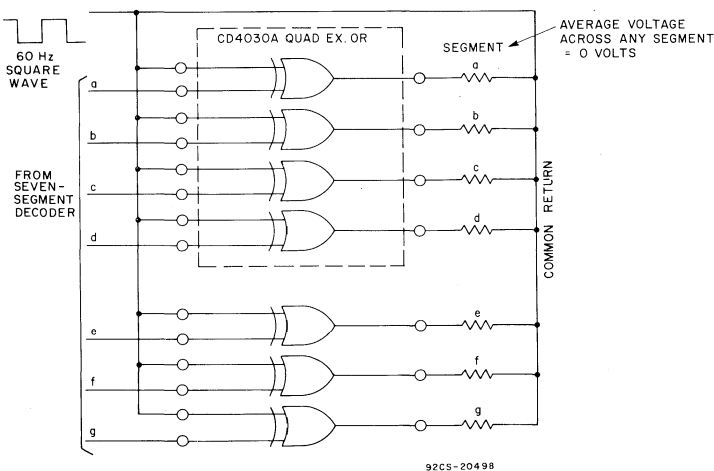 60 Hz
SQUARE
WAVE
CD4030A QUAD EX. OR
SEGMENT
AVERAGE VOLTAGE
ACROSS ANY SEGMENT
= 0 VOLTS
FROM
SEVEN-
SEGMENT
DECODER
a
b
c
d
e
f
g
a
b
c
d
e
f
g
COMMON RETURN
92CS-20498